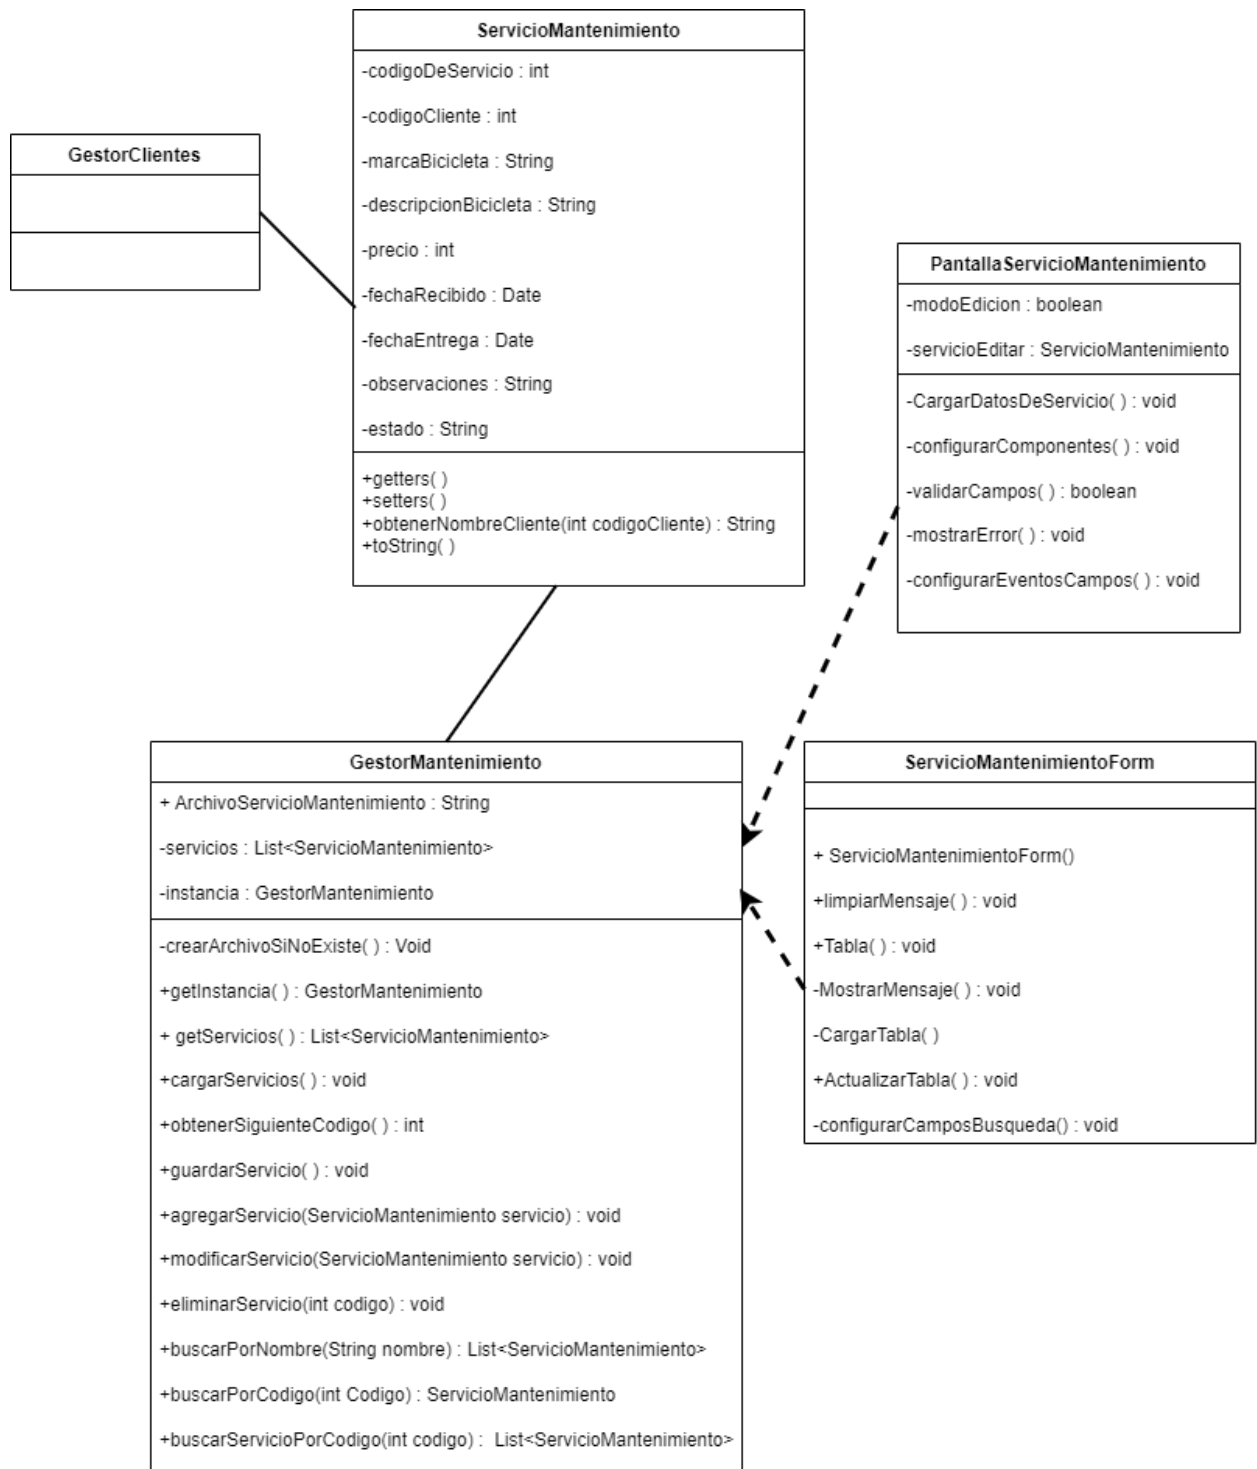 ServicioMantenimiento
-codigoDeServicio : int
-codigoCliente : int
-marcaBicicleta : String
-descripcionBicicleta : String
-precio : int
-fechaRecibido : Date
-fechaEntrega : Date
-observaciones : String
-estado : String
+getters( )
+setters( )
+obtenerNombreCliente(int codigoCliente) : String
+toString( )
GestorClientes
PantallaServicioMantenimiento
-modoEdicion : boolean
-servicioEditar : ServicioMantenimiento
-CargarDatosDeServicio( ) : void
-configurarComponentes( ) : void
-validarCampos( ) : boolean
-mostrarError( ) : void
-configurarEventosCampos( ) : void
GestorMantenimiento
+ ArchivoServicioMantenimiento : String
-servicios : List<ServicioMantenimiento>
-instancia : GestorMantenimiento
-crearArchivoSiNoExiste( ) : Void
+getInstancia( ) : GestorMantenimiento
+ getServicios( ) : List<ServicioMantenimiento>
+cargarServicios( ) : void
+obtenerSiguienteCodigo( ) : int
+guardarServicio( ) : void
+agregarServicio(ServicioMantenimiento servicio) : void
+modificarServicio(ServicioMantenimiento servicio) : void
+eliminarServicio(int codigo) : void
+buscarPorNombre(String nombre) : List<ServicioMantenimiento>
+buscarPorCodigo(int Codigo) : ServicioMantenimiento
+buscarServicioPorCodigo(int codigo) : List<ServicioMantenimiento>
ServicioMantenimientoForm
+ ServicioMantenimientoForm()
+limpiarMensaje( ) : void
+Tabla( ) : void
-MostrarMensaje( ) : void
-CargarTabla( )
+ActualizarTabla( ) : void
-configurarCamposBusqueda() : void